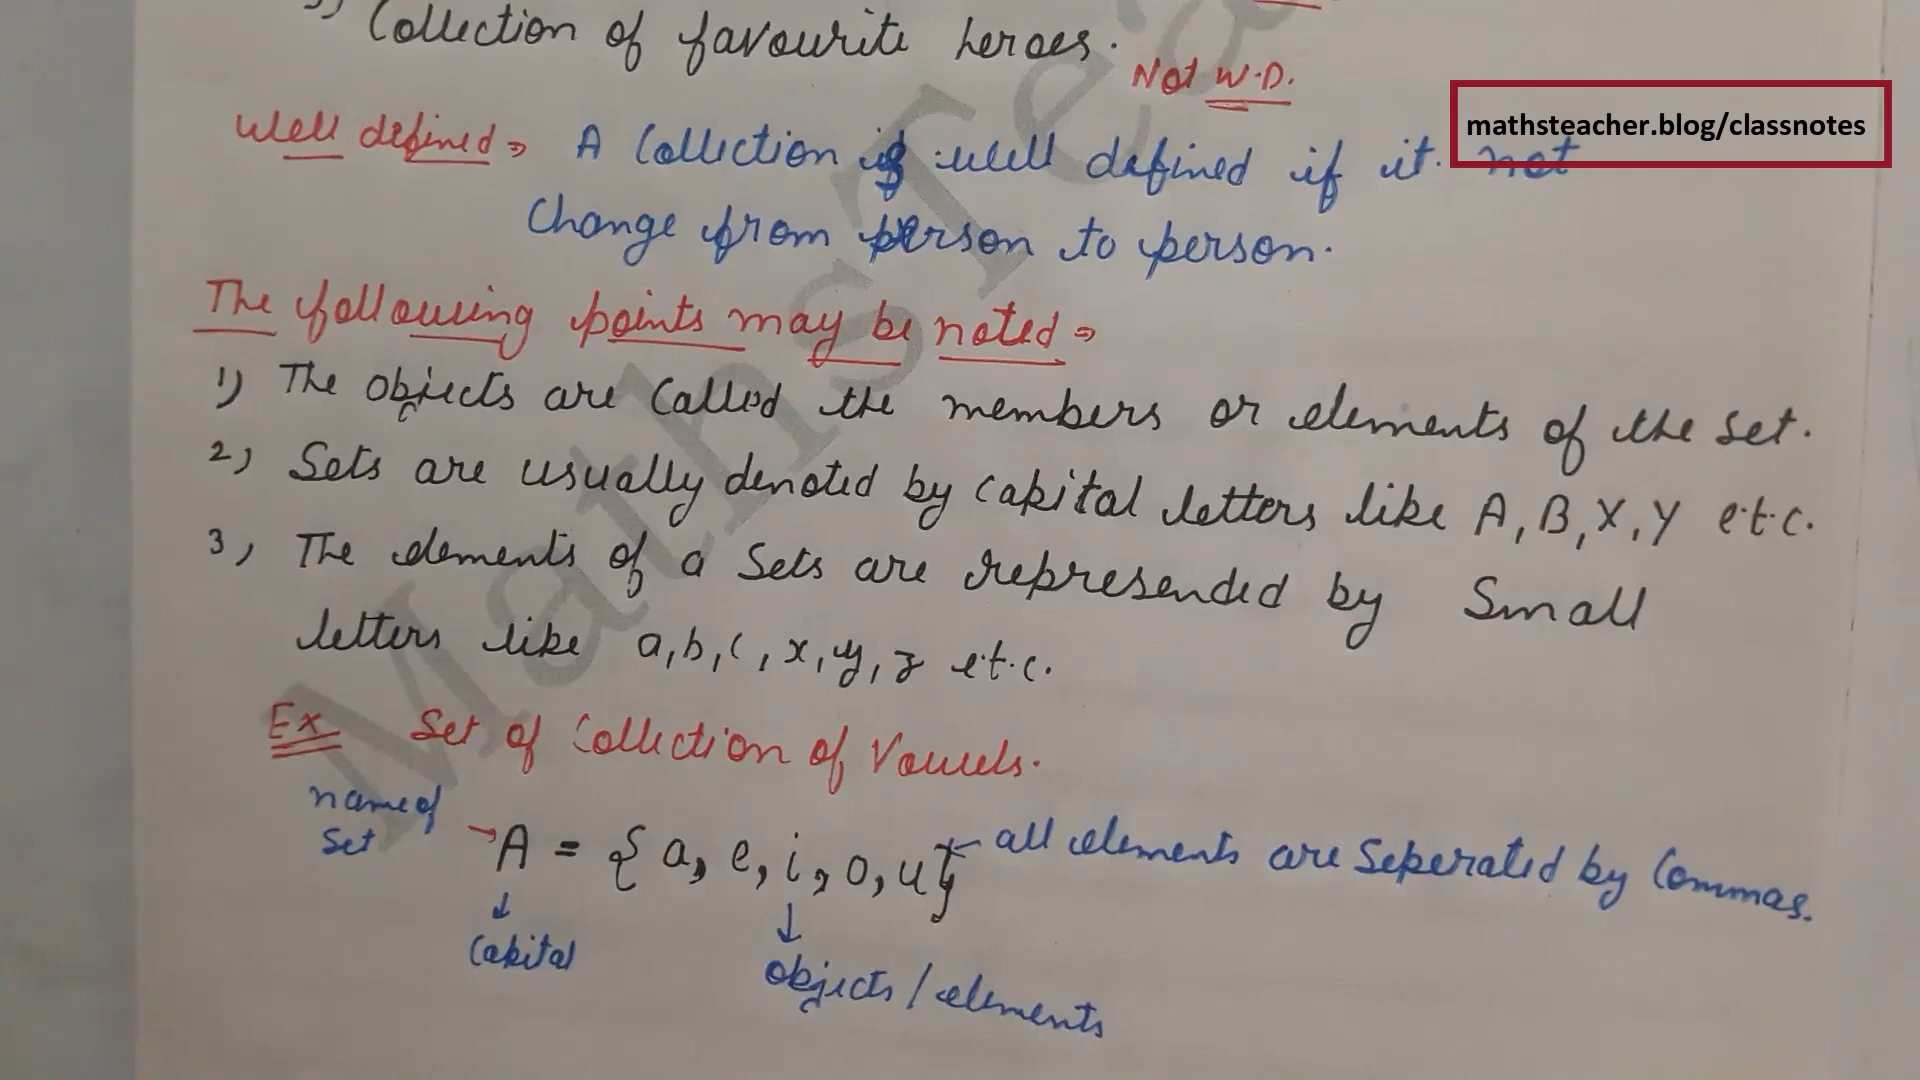 Collection of favourite heroes.
Not W.D.
mathsteacher.blog/classnotes
Well defined ⇒ A Collection is well defined if it not
Change from person to person.
The following points may be noted ⇒
1) The objects are Called the members or elements of the Set.
2) Sets are usually denoted by Capital letters like A, B, X, Y e.t.c.
3) The elements of a Sets are represended by Small
letters like a, b, c, x, y, z e.t.c.
Ex Set of Collection of Vowels.
name of
Set
→ A = { a, e, i, o, u } ← all elements are Seperated by Commas.
↓ Capital
↓ objects / elements